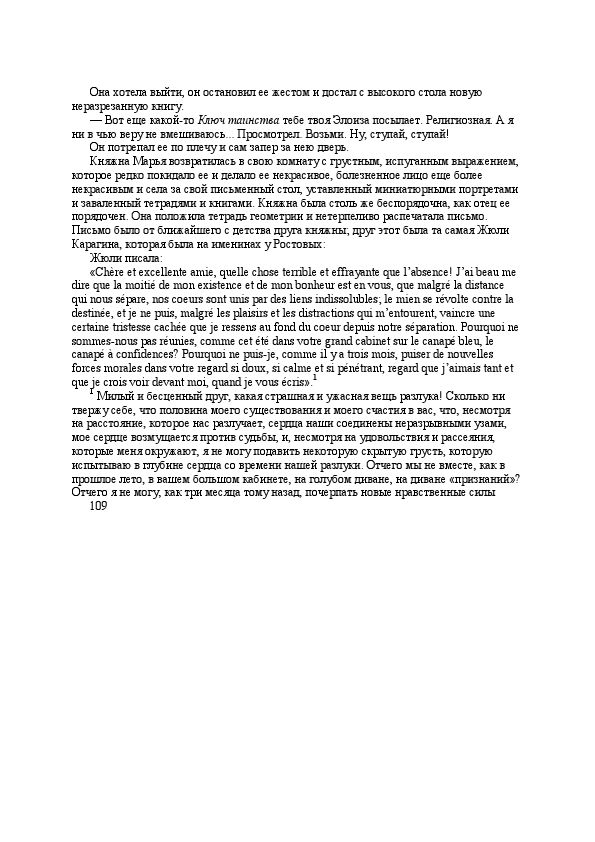 Она хотела выйти, он остановил ее жестом и достал с высокого стола новую
неразрезанную книгу.
— Вот еще какой-то Ключ таинства тебе твоя Элоиза посылает. Религиозная. А я
ни в чью веру не вмешиваюсь... Просмотрел. Возьми. Ну, ступай, ступай!
Он потрепал ее по плечу и сам запер за нею дверь.
Княжна Марья возвратилась в свою комнату с грустным, испуганным выражением,
которое редко покидало ее и делало ее некрасивое, болезненное лицо еще более
некрасивым и села за свой письменный стол, уставленный миниатюрными портретами
и заваленный тетрадями и книгами. Княжна была столь же беспорядочна, как отец ее
порядочен. Она положила тетрадь геометрии и нетерпеливо распечатала письмо.
Письмо было от ближайшего с детства друга княжны; друг этот была та самая Жюли
Карагина, которая была на именинах у Ростовых:
Жюли писала:
«Chère et excellente amie, quelle chose terrible et effrayante que l’absence! J’ai beau me
dire que la moitié de mon existence et de mon bonheur est en vous, que malgré la distance
qui nous sépare, nos coeurs sont unis par des liens indissolubles; le mien se révolte contre la
destinée, et je ne puis, malgré les plaisirs et les distractions qui m’entourent, vaincre une
certaine tristesse cachée que je ressens au fond du coeur depuis notre séparation. Pourquoi ne
sommes-nous pas réunies, comme cet été dans votre grand cabinet sur le canapé bleu, le
canapé à confidences? Pourquoi ne puis-je, comme il y a trois mois, puiser de nouvelles
forces morales dans votre regard si doux, si calme et si pénétrant, regard que j’aimais tant et
que je crois voir devant moi, quand je vous écris».1
1 Милый и бесценный друг, какая страшная и ужасная вещь разлука! Сколько ни
твержу себе, что половина моего существования и моего счастия в вас, что, несмотря
на расстояние, которое нас разлучает, сердца наши соединены неразрывными узами,
мое сердце возмущается против судьбы, и, несмотря на удовольствия и рассеяния,
которые меня окружают, я не могу подавить некоторую скрытую грусть, которую
испытываю в глубине сердца со времени нашей разлуки. Отчего мы не вместе, как в
прошлое лето, в вашем большом кабинете, на голубом диване, на диване «признаний»?
Отчего я не могу, как три месяца тому назад, почерпать новые нравственные силы
109